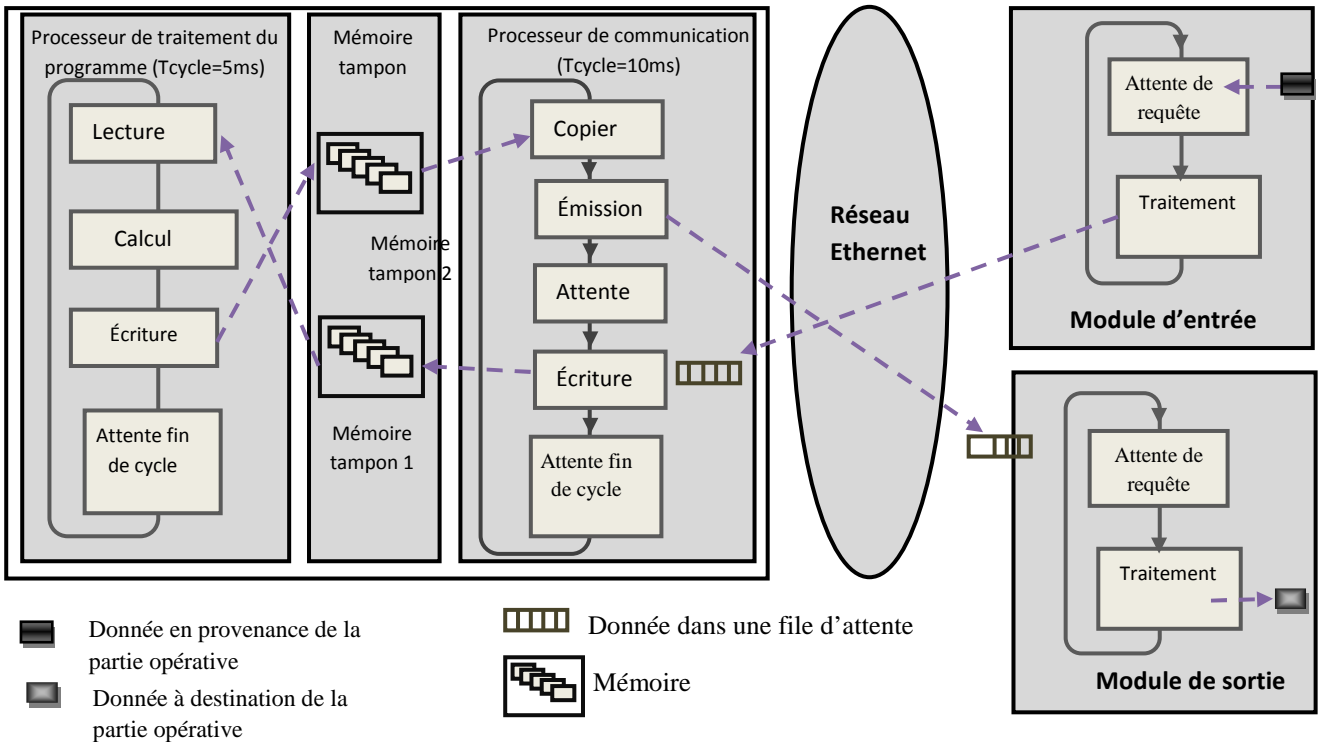 Processeur de traitement du
programme (Tcycle=5ms)
Lecture
Calcul
Écriture
Attente fin
de cycle
Mémoire
tampon
Mémoire
tampon 2
Mémoire
tampon 1
Processeur de communication
(Tcycle=10ms)
Copier
Émission
Attente
Écriture
Attente fin
de cycle
Réseau
Ethernet
Attente de
requête
Traitement
Module d'entrée
Attente de
requête
Traitement
Module de sortie
Donnée en provenance de la
partie opérative
Donnée à destination de la
partie opérative
Donnée dans une file d'attente
Mémoire